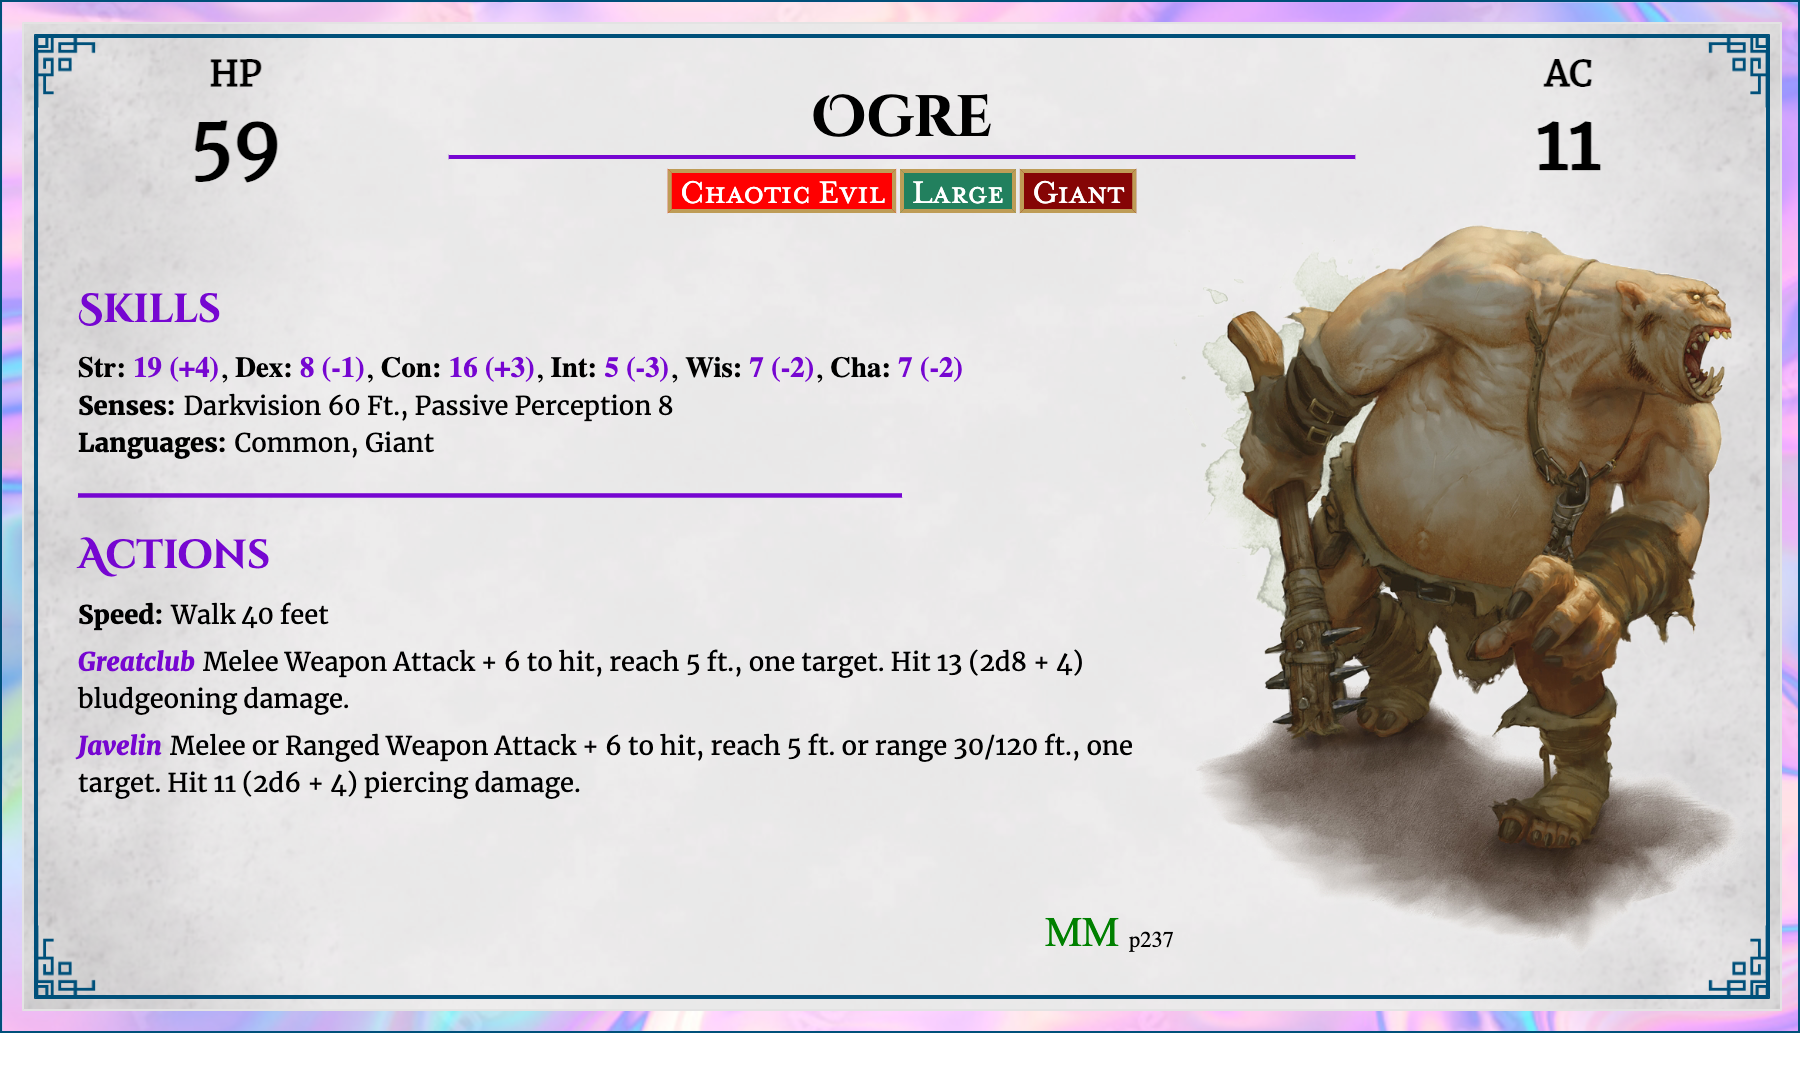 HP
59
OGRE
AC
11
Chaotic Evil Large Giant
SKILLS
Str: 19 (+4), Dex: 8 (-1), Con: 16 (+3), Int: 5 (-3), Wis: 7 (-2), Cha: 7 (-2)
Senses: Darkvision 60 Ft., Passive Perception 8
Languages: Common, Giant
ACTIONS
Speed: Walk 40 feet
Greatclub Melee Weapon Attack + 6 to hit, reach 5 ft., one target. Hit 13 (2d8 + 4)
bludgeoning damage.
Javelin Melee or Ranged Weapon Attack + 6 to hit, reach 5 ft. or range 30/120 ft., one
target. Hit 11 (2d6 + 4) piercing damage.
MM p237